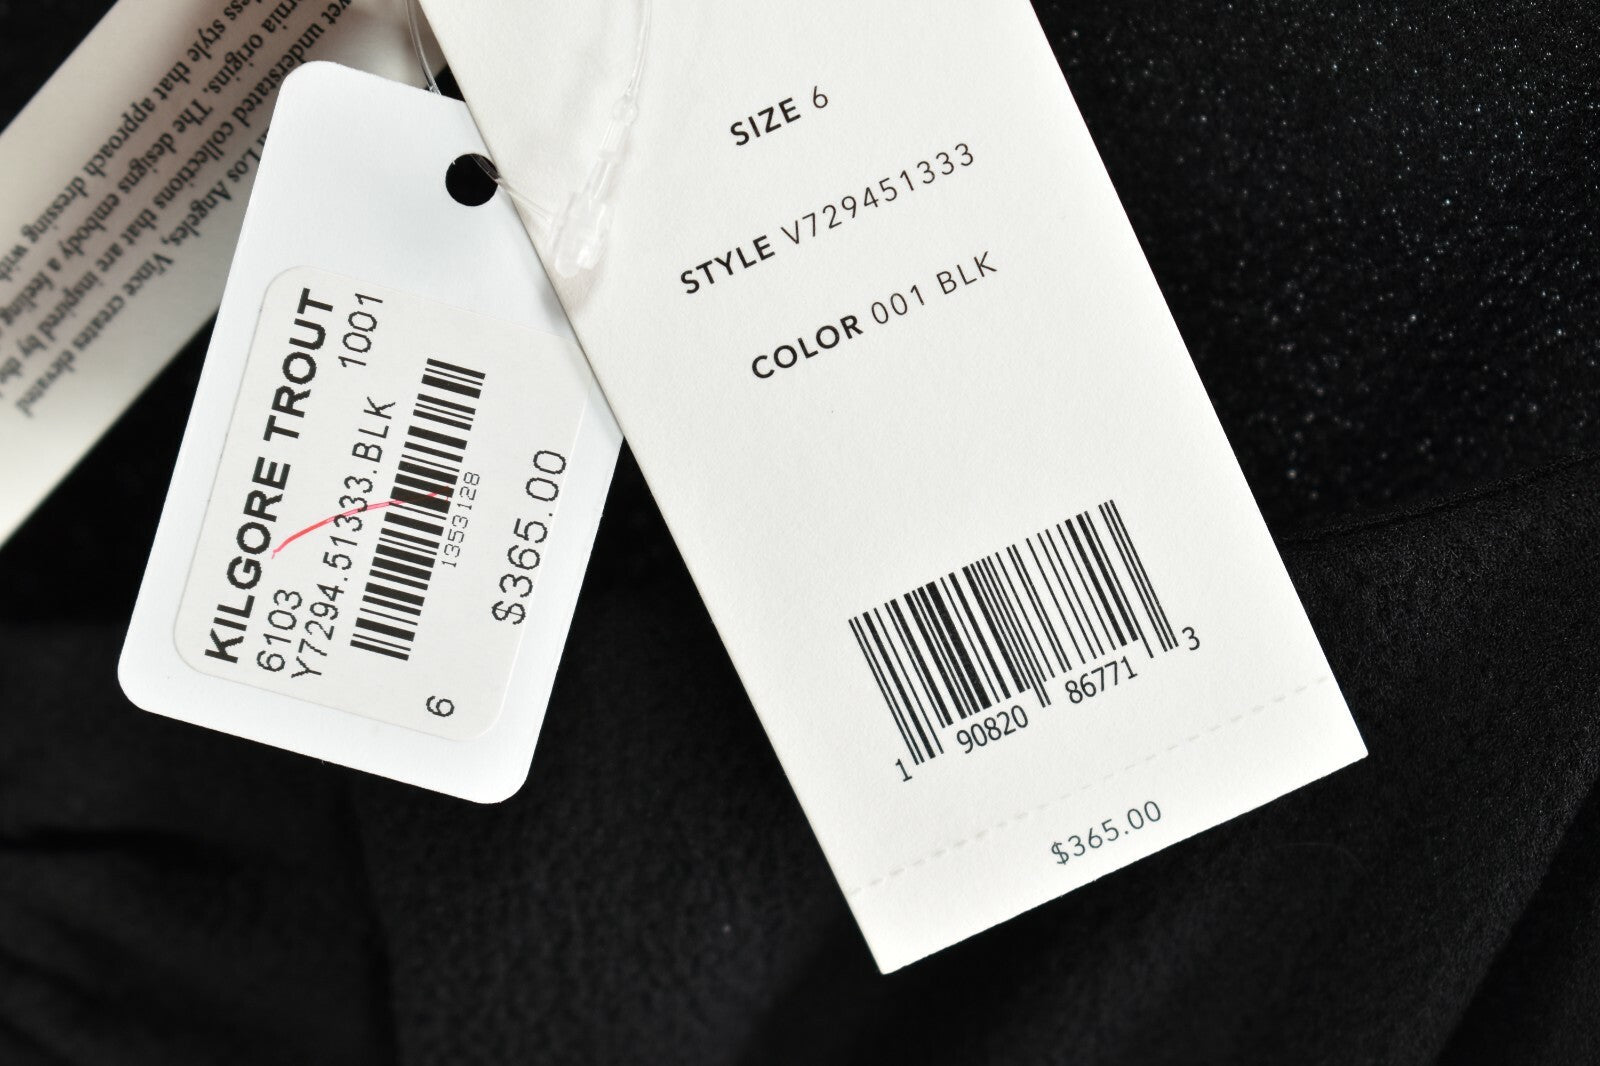 yet understated collections that are inspired by the
origins. The designs embody a feeling
style that approach dressing with
Los Angeles, Vince creates elevated
KILGORE TROUT
6103 1001
Y7294.51333.BLK
1353128
$365.00
6
SIZE 6
STYLE V729451333
COLOR 001 BLK
1 90820 86771 3
$365.00